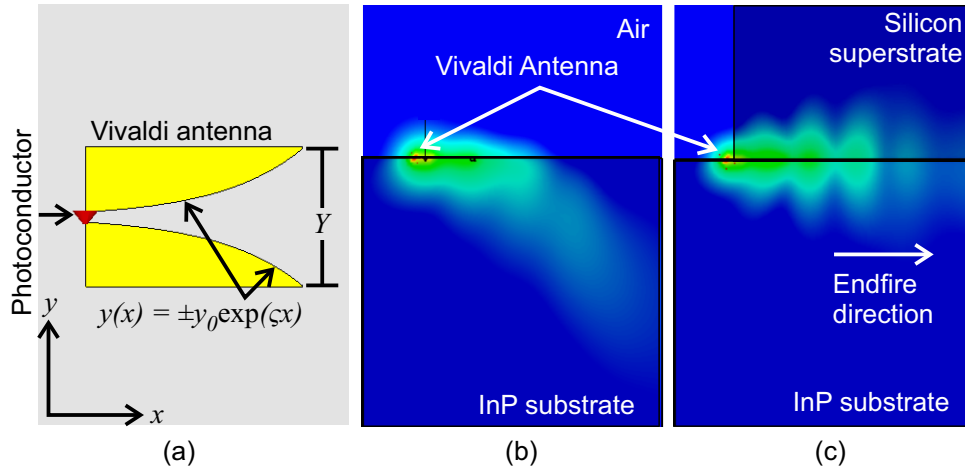 Photoconductor
Vivaldi antenna
Y
y(x) = ±y₀exp(ςx)
y
x
(a)
Air
Vivaldi Antenna
InP substrate
(b)
Silicon
superstrate
Endfire
direction
InP substrate
(c)